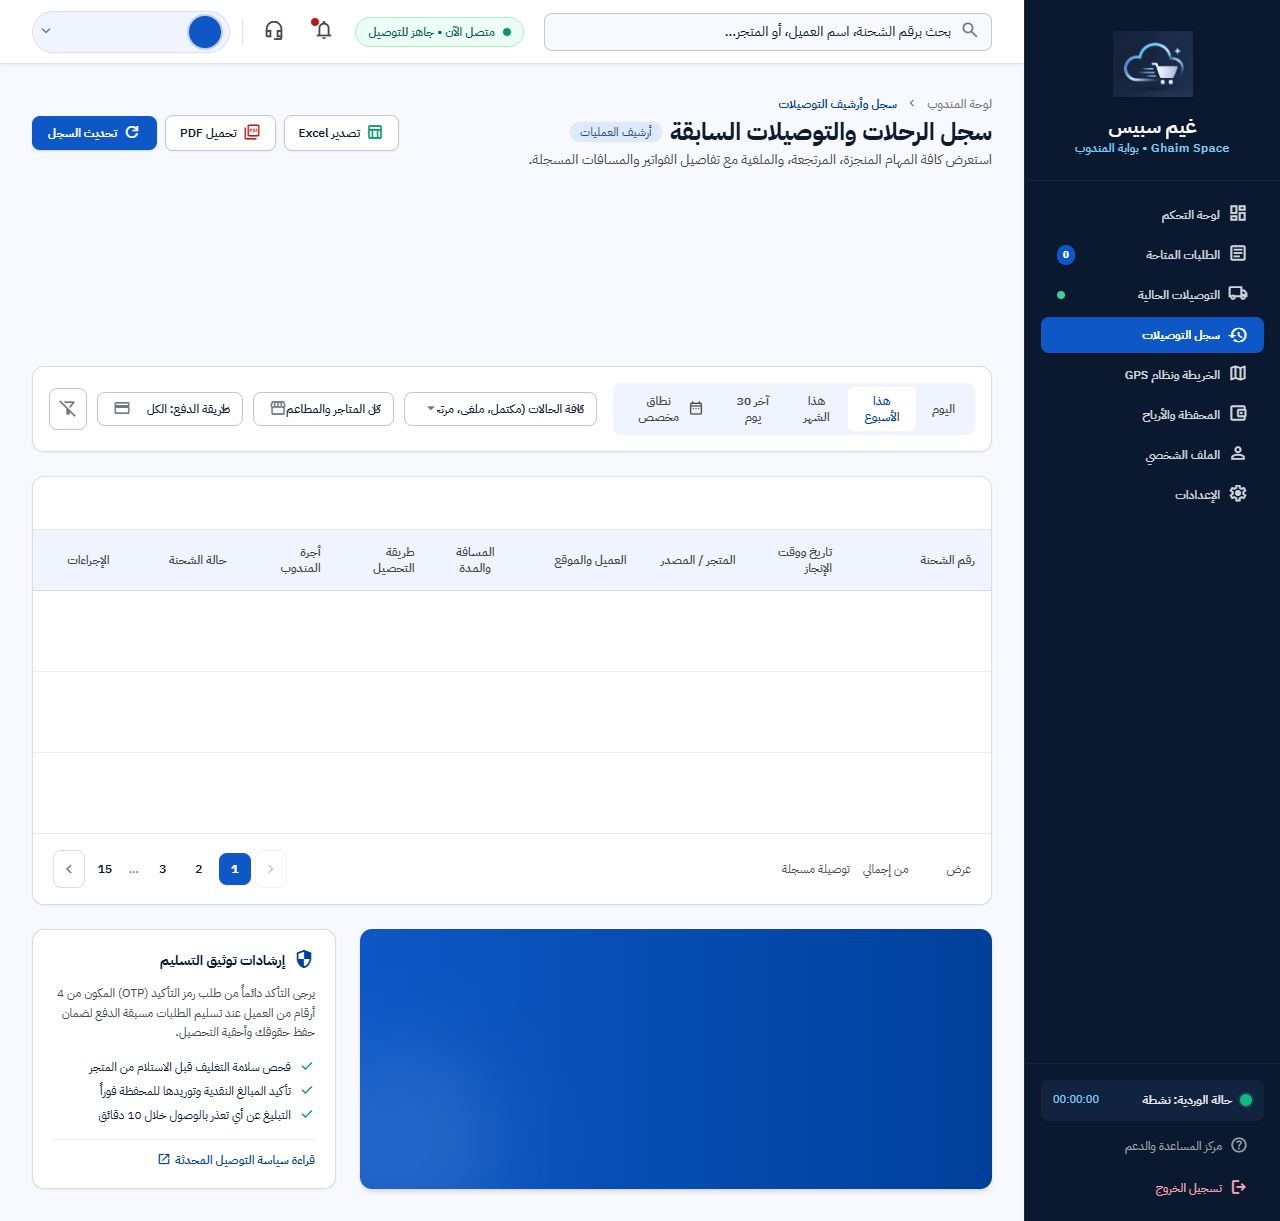 غيم سبيس
Ghaim Space • بوابة المندوب
لوحة التحكم
الطلبات المتاحة
0
التوصيلات الحالية
سجل التوصيلات
الخريطة ونظام GPS
المحفظة والأرباح
الملف الشخصي
الإعدادات
حالة الوردية: نشطة
00:00:00
مركز المساعدة والدعم
تسجيل الخروج
بحث برقم الشحنة، اسم العميل، أو المتجر...
متصل الآن • جاهز للتوصيل
لوحة المندوب
سجل وأرشيف التوصيلات
سجل الرحلات والتوصيلات السابقة
أرشيف العمليات
استعرض كافة المهام المنجزة، المرتجعة، والملغية مع تفاصيل الفواتير والمسافات المسجلة.
تصدير Excel
تحميل PDF
تحديث السجل
اليوم
هذا الأسبوع
هذا الشهر
آخر 30 يوم
نطاق مخصص
كافة الحالات (مكتمل، ملغى، مرتـ
كل المتاجر والمطاعم
طريقة الدفع: الكل
رقم الشحنة
تاريخ ووقت الإنجاز
المتجر / المصدر
العميل والموقع
المسافة والمدة
طريقة التحصيل
أجرة المندوب
حالة الشحنة
الإجراءات
عرض
من إجمالي
توصيلة مسجلة
1
2
3
...
15
إرشادات توثيق التسليم
يرجى التأكد دائماً من طلب رمز التأكيد (OTP) المكون من 4
أرقام من العميل عند تسليم الطلبات مسبقة الدفع لضمان
حفظ حقوقك وأحقية التحصيل.
فحص سلامة التغليف قبل الاستلام من المتجر
تأكيد المبالغ النقدية وتوريدها للمحفظة فوراً
التبليغ عن أي تعذر بالوصول خلال 10 دقائق
قراءة سياسة التوصيل المحدثة